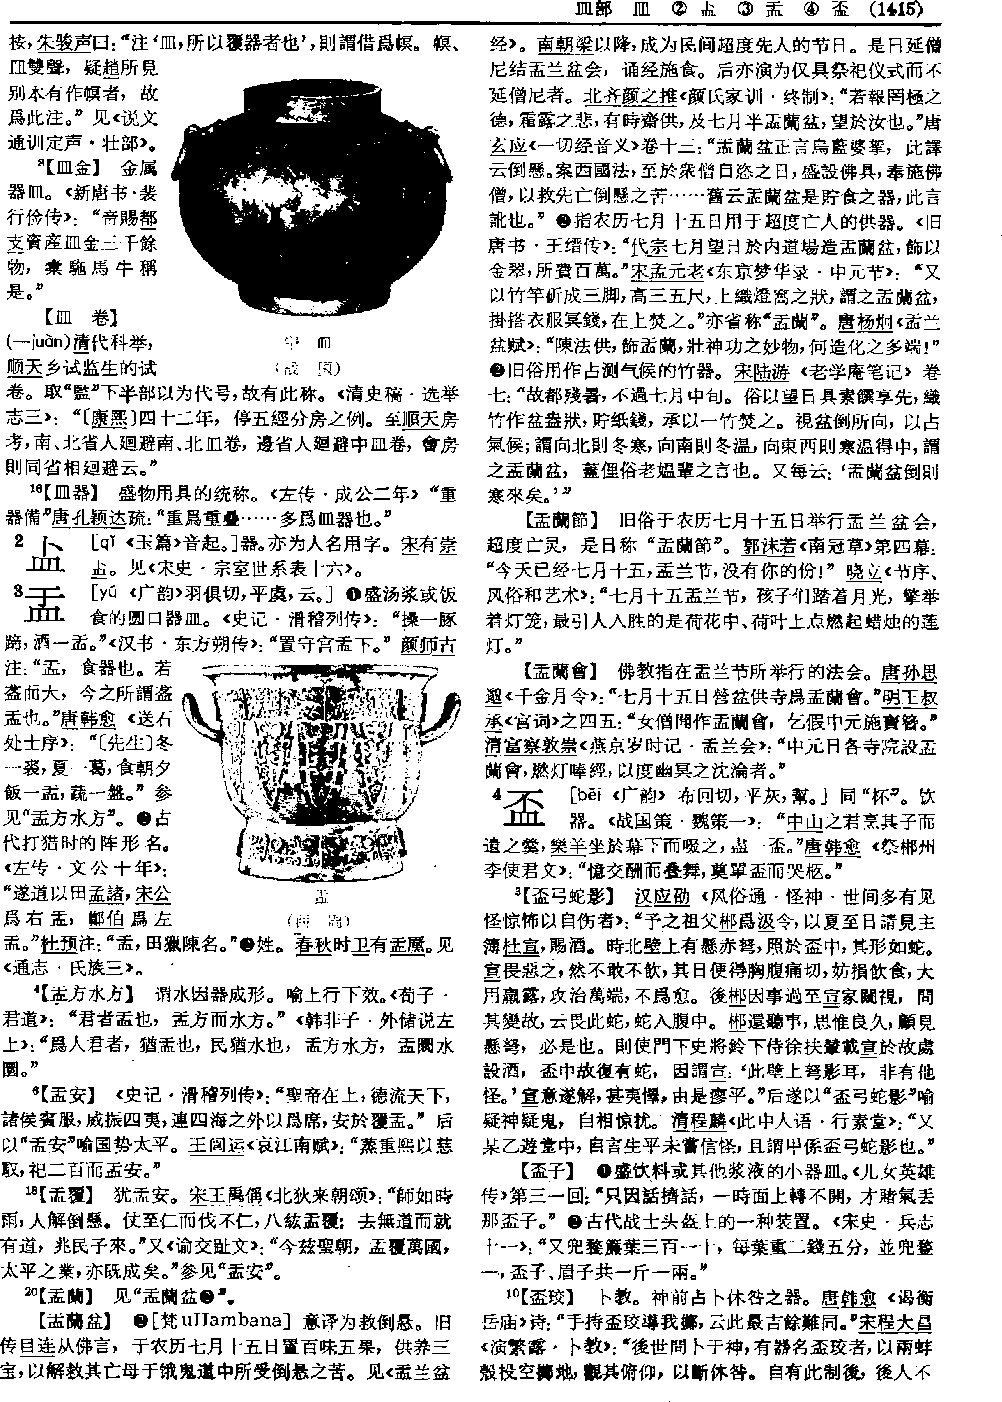 皿部 皿 ② 𥁀 ③ 盂 ④ 盃 (1415)
按,朱駿声曰:“注‘皿,所以覆器者也’,則謂借爲幎。幎、
皿雙聲,疑趙所見
别本有作幎者,故
爲此注。”见《说文
通训定声·壮部》。
⁸【皿金】 金属
器皿。《新唐书·裴
行俭传》:“帝賜都
支資産皿金三千餘
物,橐駞馬牛稱
是。”
【皿 卷】
(—juàn)清代科举,
顺天乡试监生的试
卷。取“監”下半部以为代号,故有此称。《清史稿·选举
志三》:“〔康熙〕四十二年,停五經分房之例。至順天房
考,南、北省人廻避南、北皿卷,邊省人廻避中皿卷,會房
則同省相廻避云。”
¹⁶【皿器】 盛物用具的统称。《左传·成公二年》“重
器備”唐孔颖达疏:“重爲重叠……多爲皿器也。”
[qǐ 《玉篇》音起。]器。亦为人名用字。宋有崇
见《宋史·宗室世系表十六》。
3 盂 [yú 《广韵》羽俱切,平虞,云。] ❶盛汤浆或饭
食的圆口器皿。《史记·滑稽列传》:“操一豚
蹄,酒一盂。”《汉书·东方朔传》:“置守宫盂下。”颜师古
注:“盂,食器也。若
盋而大,今之所謂盋
盂也。”唐韩愈《送石
处士序》:“〔先生〕冬
一裘,夏一葛,食朝夕
飯一盂,蔬一盤。”参
见“盂方水方”。❷古
代打猎时的阵形名。
《左传·文公十年》:
“遂道以田孟諸,宋公
爲右盂,鄭伯爲左
盂。”杜预注:“盂,田獵陳名。”❸姓。春秋时卫有盂黡。见
《通志·氏族三》。
⁴【盂方水方】 谓水因器成形。喻上行下效。《荀子·
君道》:“君者盂也,盂方而水方。”《韩非子·外储说左
上》:“爲人君者,猶盂也,民猶水也,盂方水方,盂圜水
圜。”
⁶【盂安】 《史记·滑稽列传》:“聖帝在上,德流天下,
諸侯賓服,威振四夷,連四海之外以爲席,安於覆盂。”后
以“盂安”喻国势太平。王闿运《哀江南赋》:“蒸重熙以慈
馭,祀二百而盂安。”
¹⁸【盂覆】 犹盂安。宋王禹偁《北狄来朝颂》:“師如時
雨,人解倒懸。仗至仁而伐不仁,八紘盂覆;去無道而就
有道,兆民子來。”又《谕交趾文》:“今兹聖朝,盂覆萬國,
太平之業,亦既成矣。”参见“盂安”。
²⁰【盂蘭】 见“盂蘭盆❷”。
【盂蘭盆】 ❶[梵 ullambana] 意译为救倒悬。旧
传目连从佛言,于农历七月十五日置百味五果,供养三
宝,以解救其亡母于饿鬼道中所受倒悬之苦。见《盂兰盆
卣
皿
(战 国)
盂
(西 周)
经》。南朝梁以降,成为民间超度先人的节日。是日延僧
尼结盂兰盆会,诵经施食。后亦演为仅具祭祀仪式而不
延僧尼者。北齐颜之推《颜氏家训·终制》:“若報罔極之
德,霜露之悲,有時齋供,及七月半盂蘭盆,望於汝也。”唐
玄应《一切经音义》卷十三:“盂蘭盆正言烏藍婆拏,此譯
云倒懸。案西國法,至於衆僧自恣之日,盛設佛具,奉施佛
僧,以救先亡倒懸之苦……舊云盂蘭盆是貯食之器,此言
訛也。”❷指农历七月十五日用于超度亡人的供器。《旧
唐书·王缙传》:“代宗七月望日於内道場造盂蘭盆,飾以
金翠,所費百萬。”宋孟元老《东京梦华录·中元节》:“又
以竹竿斫成三脚,高三五尺,上織燈窩之狀,謂之盂蘭盆,
掛搭衣服冥錢,在上焚之。”亦省称“盂蘭”。唐杨炯《盂兰
盆赋》:“陳法供,飾盂蘭,壯神功之妙物,何造化之多端!”
❸旧俗用作占测气候的竹器。宋陆游《老学庵笔记》卷
七:“故都残暑,不過七月中旬。俗以望日具素饌享先,織
竹作盆盎狀,貯紙錢,承以一竹焚之。視盆倒所向,以占
氣候;謂向北則冬寒,向南則冬温,向東西則寒温得中,謂
之盂蘭盆,蓋俚俗老媪輩之言也。又每云:‘盂蘭盆倒則
寒來矣。’”
【盂蘭節】 旧俗于农历七月十五日举行盂兰盆会,
超度亡灵,是日称“盂蘭節”。郭沫若《南冠草》第四幕:
“今天已经七月十五,盂兰节,没有你的份!”晓立《节序、
风俗和艺术》:“七月十五盂兰节,孩子们踏着月光,擎举
着灯笼,最引人入胜的是荷花中、荷叶上点燃起蜡烛的莲
灯。”
【盂蘭會】 佛教指在盂兰节所举行的法会。唐孙思
邈《千金月令》:“七月十五日營盆供寺爲盂蘭會。”明王叔
承《宫词》之四五:“女僧閒作盂蘭會,乞假中元施寶簪。”
清富察敦崇《燕京岁时记·盂兰会》:“中元日各寺院設盂
蘭會,燃灯唪經,以度幽冥之沈淪者。”
4 盃 [bēi 《广韵》布回切,平灰,幫。]同“杯”。饮
器。《战国策·魏策一》:“中山之君烹其子而
遺之羹,樂羊坐於幕下而啜之,盡一盃。”唐韩愈《祭郴州
李使君文》:“憶交酬而叠舞,奠單盃而哭柩。”
³【盃弓蛇影】 汉应劭《风俗通·怪神·世间多有见
怪惊怖以自伤者》:“予之祖父郴爲汲令,以夏至日請見主
簿杜宣,賜酒。時北壁上有懸赤弩,照於盃中,其形如蛇。
宣畏惡之,然不敢不飲,其日便得胸腹痛切,妨損飲食,大
用羸露,攻治萬端,不爲愈。後郴因事過至宣家闚視,問
其變故,云畏此蛇,蛇入腹中。郴還聽事,思惟良久,顧見
懸弩,必是也。則使門下史將鈴下侍徐扶輦載宣於故處
設酒,盃中故復有蛇,因謂宣:‘此壁上弩影耳,非有他
怪。’宣意遂解,甚夷懌,由是瘳平。”后遂以“盃弓蛇影”喻
疑神疑鬼,自相惊扰。清程麟《此中人语·行素堂》:“又
某乙遊堂中,自言生平未嘗信怪,且謂甲係盃弓蛇影也。”
【盃子】 ❶盛饮料或其他浆液的小器皿。《儿女英雄
传》第三一回:“只因話擠話,一時面上轉不開,才賭氣丢
那盃子。”❷古代战士头盔上的一种装置。《宋史·兵志
十一》:“又兜鍪簾葉三百一十,每葉重二錢五分,並兜鍪
一,盃子、眉子共一斤一兩。”
¹⁰【盃珓】 卜教。神前占卜休咎之器。唐韩愈《谒衡
岳庙》诗:“手持盃珓導我擲,云此最吉餘難同。”宋程大昌
《演繁露·卜教》:“後世問卜于神,有器名盃珓者,以兩蚌
殼投空擲地,觀其俯仰,以斷休咎。自有此制後,後人不